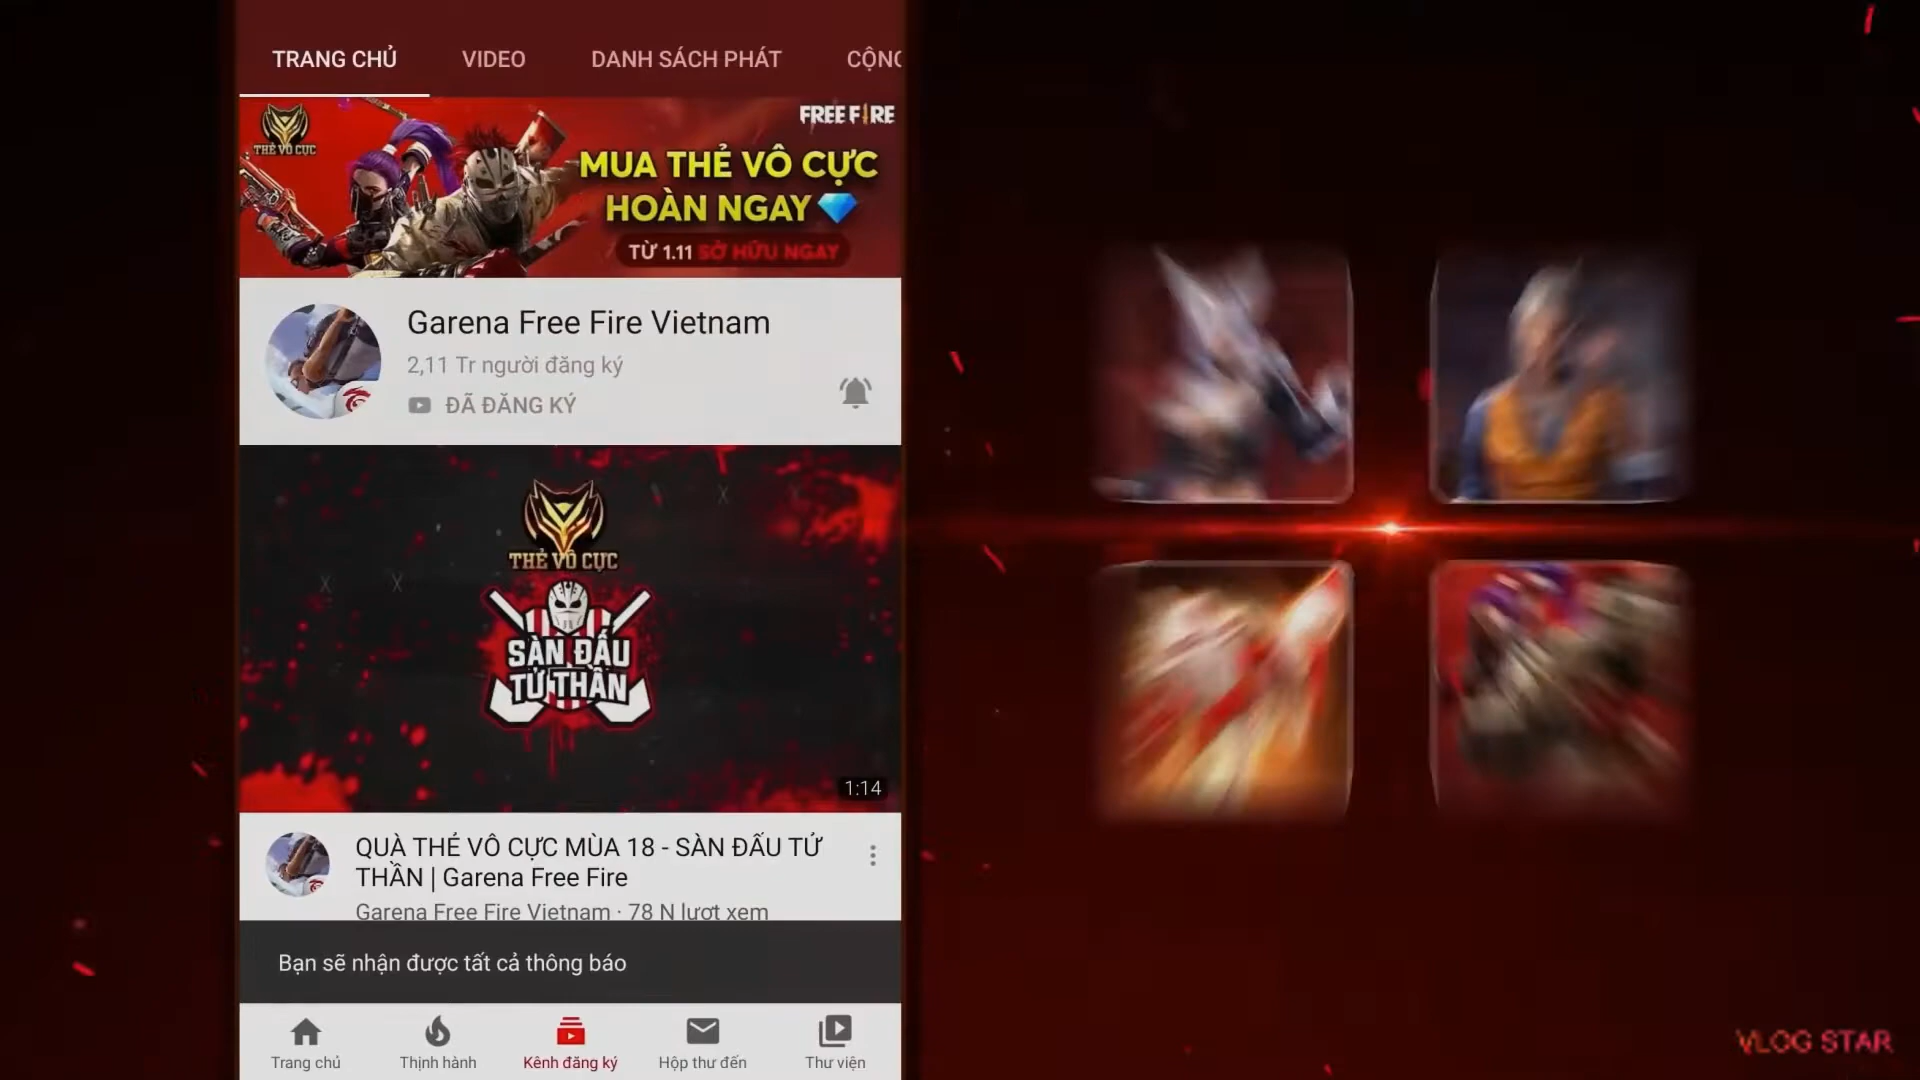 TRANG CHỦ
VIDEO
DANH SÁCH PHÁT
CỘNG
THẺ VÔ CỰC
FREE FIRE
MUA THẺ VÔ CỰC
HOÀN NGAY
TỪ 1.11 SỞ HỮU NGAY
Garena Free Fire Vietnam
2,11 Tr người đăng ký
ĐÃ ĐĂNG KÝ
THẺ VÔ CỰC
SÀN ĐẤU
TỬ THẦN
1:14
QUÀ THẺ VÔ CỰC MÙA 18 - SÀN ĐẤU TỬ
THẦN | Garena Free Fire
Garena Free Fire Vietnam · 78 N lượt xem
Bạn sẽ nhận được tất cả thông báo
Trang chủ
Thịnh hành
Kênh đăng ký
Hộp thư đến
Thư viện
VLOG STAR